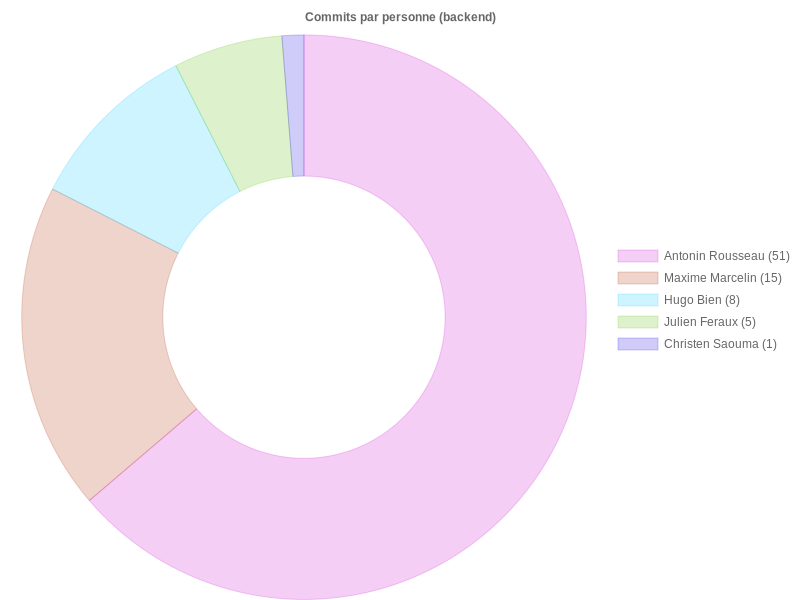 Commits par personne (backend)
Antonin Rousseau (51)
Maxime Marcelin (15)
Hugo Bien (8)
Julien Feraux (5)
Christen Saouma (1)